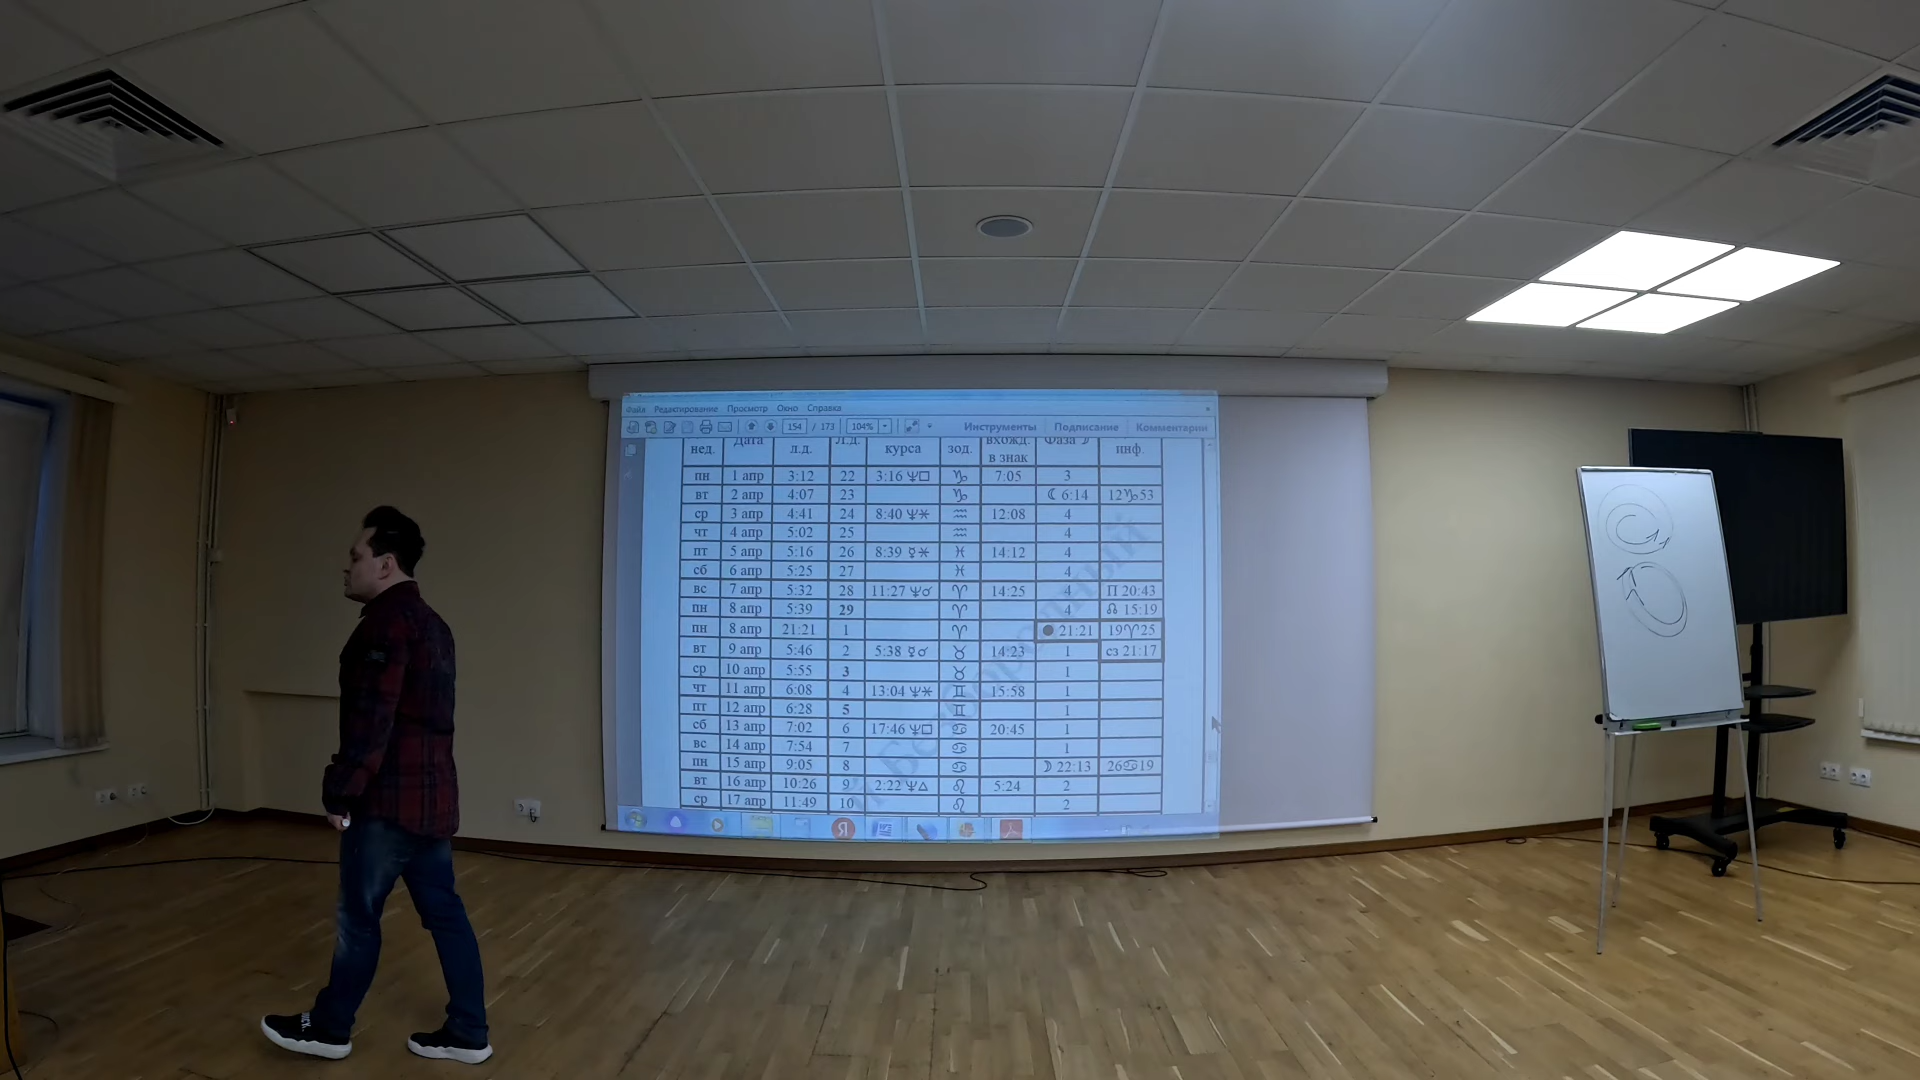 Файл Редактирование Просмотр Окно Справка
154 / 173 104% Инструменты Подписание Комментарии
нед. Дата л.д. Л.д. курса зод. вхожд. в знак Фаза ☽ инф.
пн 1 апр 3:12 22 3:16 ♆□ ♑ 7:05 3
вт 2 апр 4:07 23 ♑ ☾ 6:14 12♑53
ср 3 апр 4:41 24 8:40 ♆⚹ ♒ 12:08 4
чт 4 апр 5:02 25 ♒ 4
пт 5 апр 5:16 26 8:39 ☿⚹ ♓ 14:12 4
сб 6 апр 5:25 27 ♓ 4
вс 7 апр 5:32 28 11:27 ♆☌ ♈ 14:25 4 П 20:43
пн 8 апр 5:39 29 ♈ 4 ☊ 15:19
пн 8 апр 21:21 1 ♈ ● 21:21 19♈25
вт 9 апр 5:46 2 5:38 ☿☌ ♉ 14:23 1 сз 21:17
ср 10 апр 5:55 3 ♉ 1
чт 11 апр 6:08 4 13:04 ♆⚹ ♊ 15:58 1
пт 12 апр 6:28 5 ♊ 1
сб 13 апр 7:02 6 17:46 ♆□ ♋ 20:45 1
вс 14 апр 7:54 7 ♋ 1
пн 15 апр 9:05 8 ♋ ☽ 22:13 26♋19
вт 16 апр 10:26 9 2:22 ♆△ ♌ 5:24 2
ср 17 апр 11:49 10 ♌ 2
Я